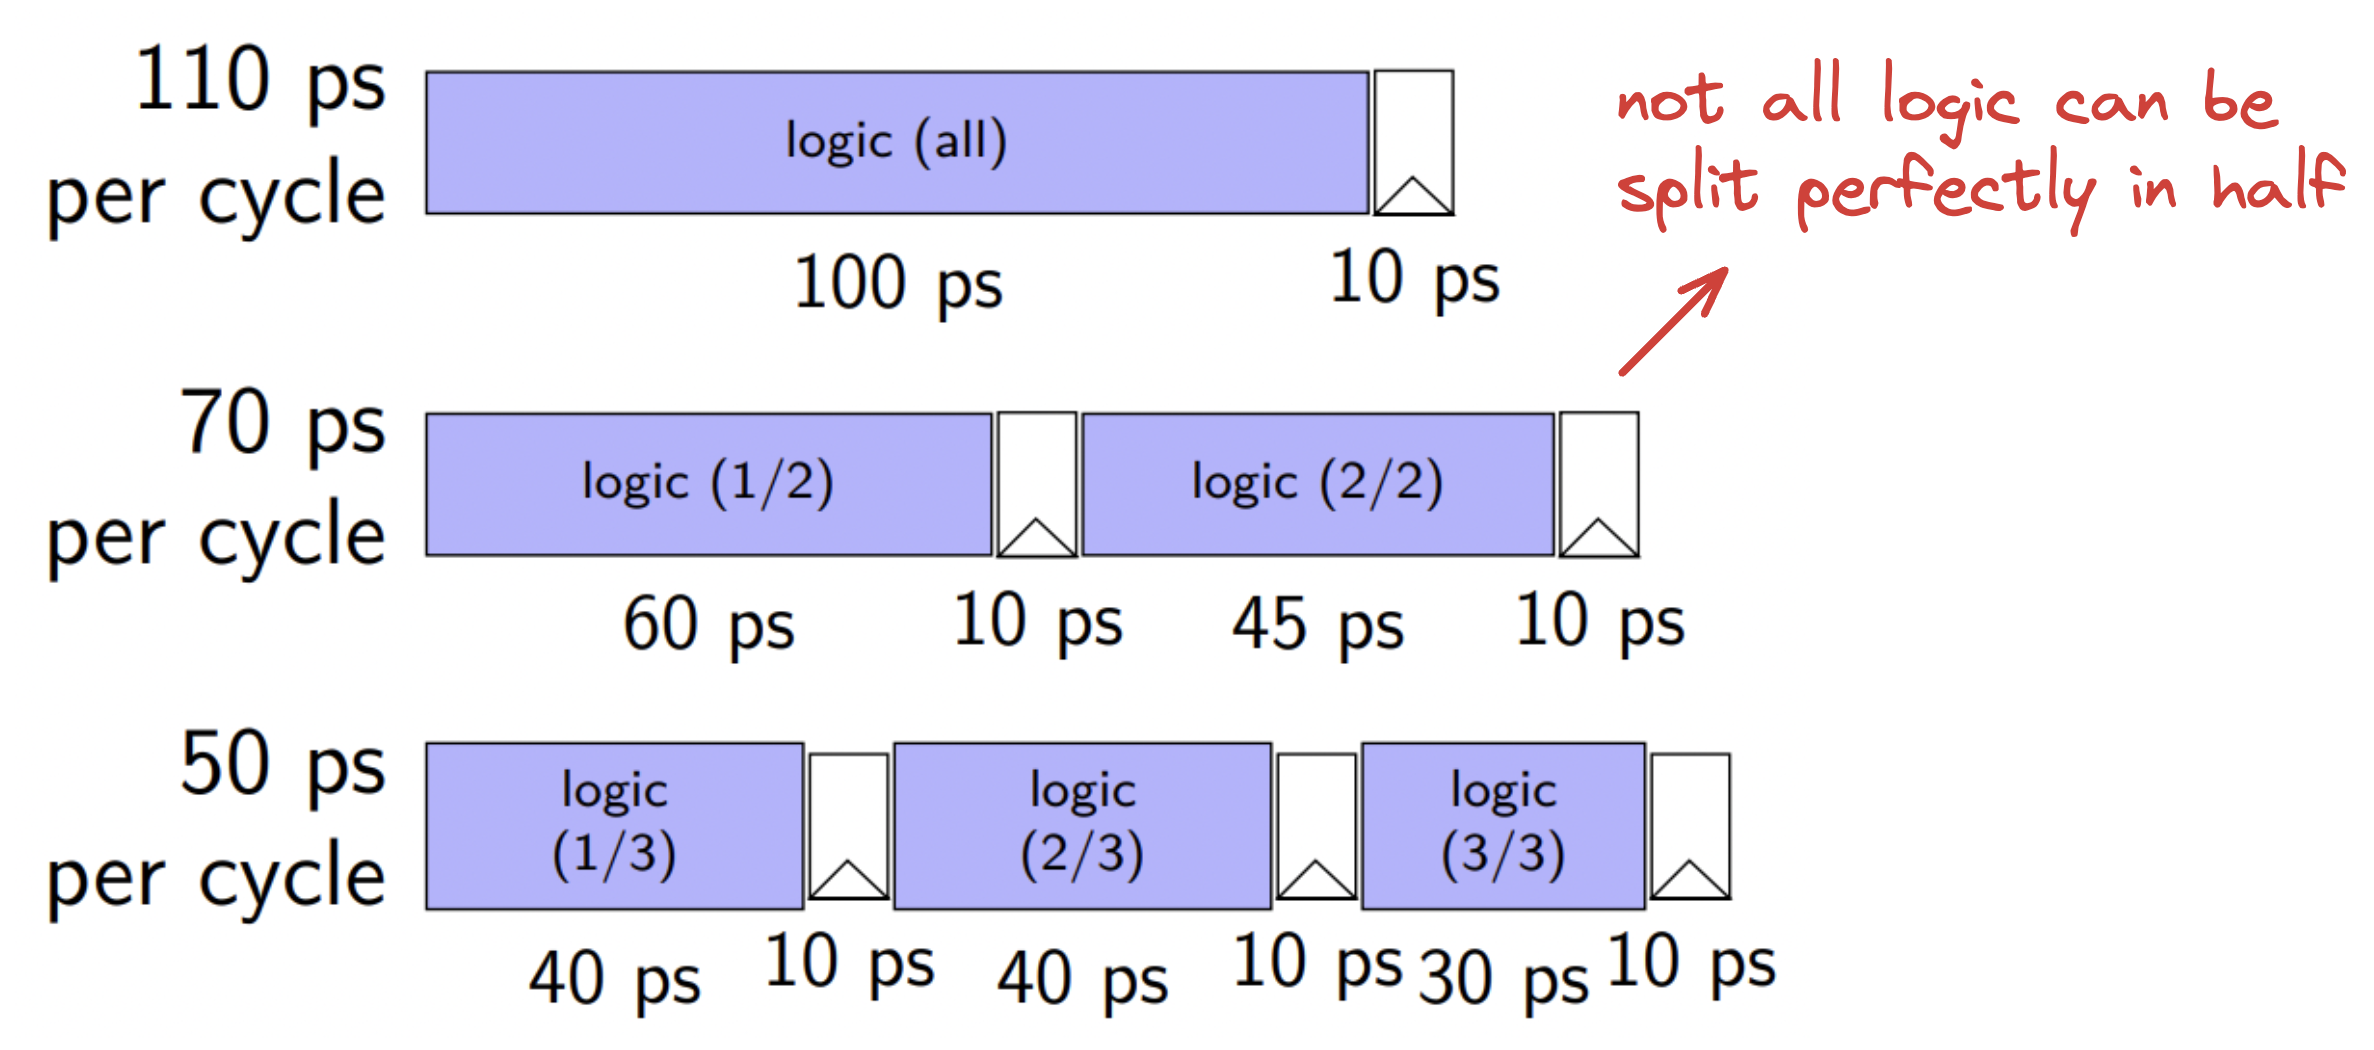 110 ps
per cycle
logic (all)
100 ps
10 ps
not all logic can be
split perfectly in half
70 ps
per cycle
logic (1/2)
logic (2/2)
60 ps
10 ps
45 ps
10 ps
50 ps
per cycle
logic
(1/3)
logic
(2/3)
logic
(3/3)
40 ps
10 ps
40 ps
10 ps
30 ps
10 ps